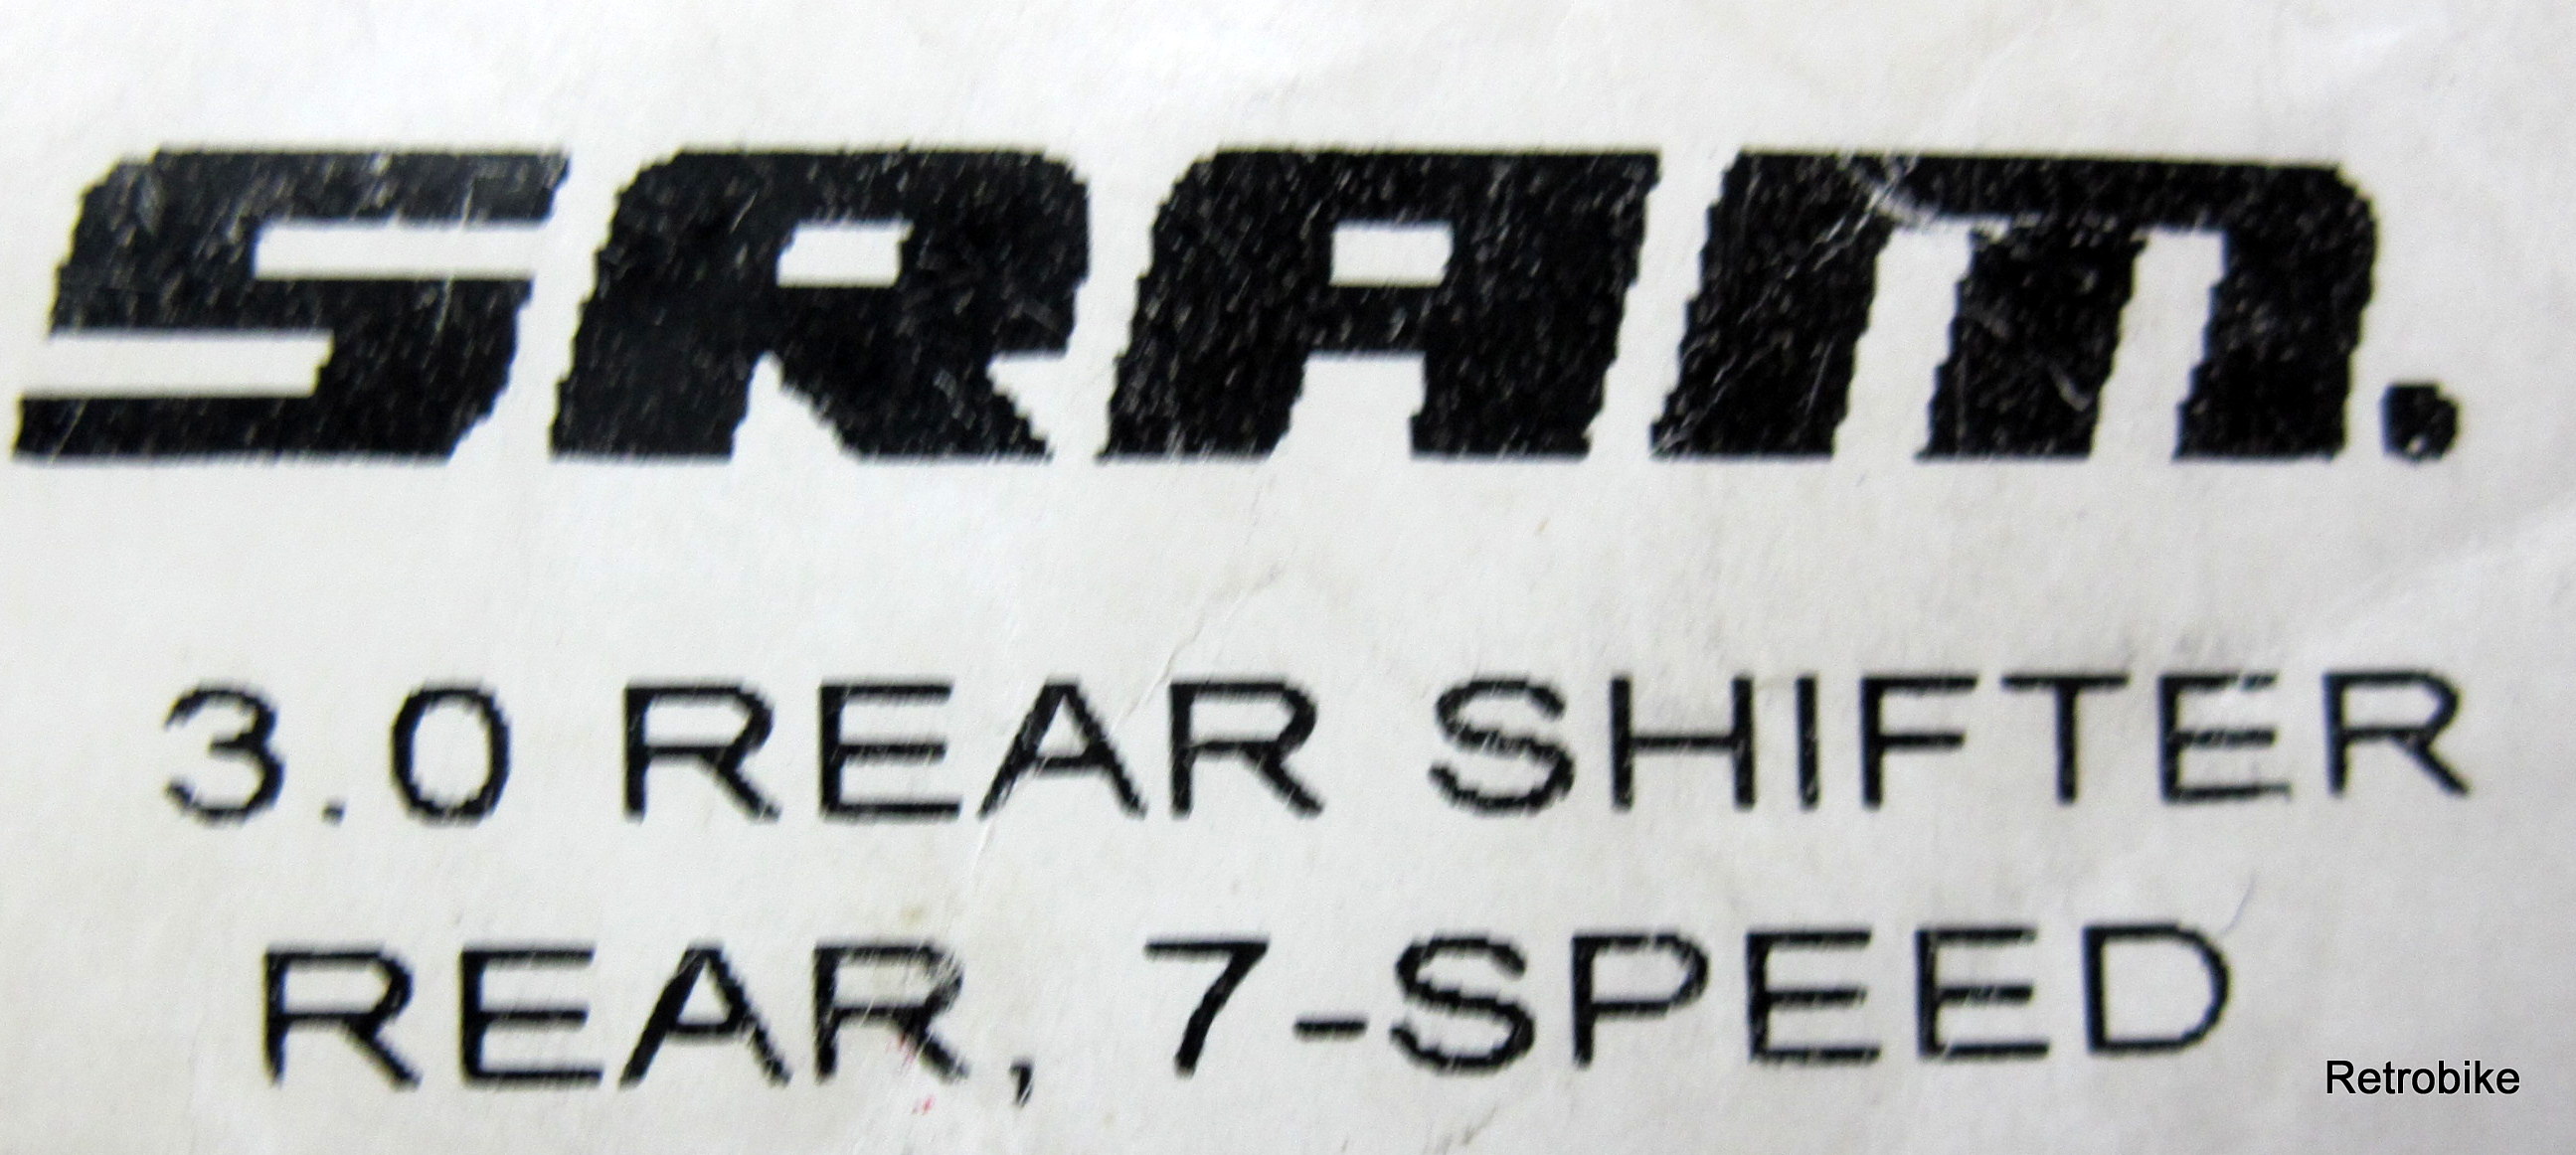 SRAM.
3.0 REAR SHIFTER
REAR, 7-SPEED
Retrobike